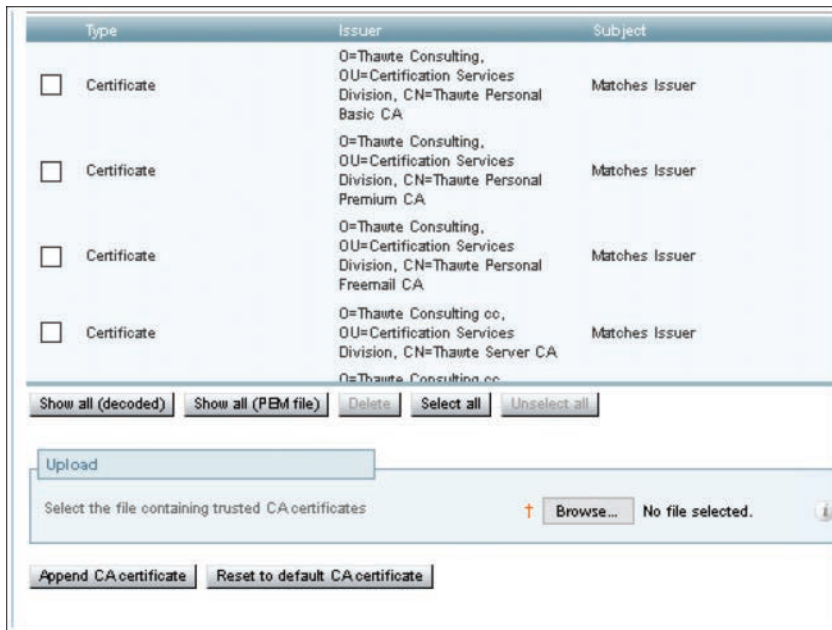 Type Issuer Subject
O=Thawte Consulting,
OU=Certification Services
Certificate Division, CN=Thawte Personal Matches Issuer
Basic CA
O=Thawte Consulting,
OU=Certification Services
Certificate Division, CN=Thawte Personal Matches Issuer
Premium CA
O=Thawte Consulting,
OU=Certification Services
Certificate Division, CN=Thawte Personal Matches Issuer
Freemail CA
O=Thawte Consulting cc,
Certificate OU=Certification Services Matches Issuer
Division, CN=Thawte Server CA
O=Thawte Consulting cc
Show all (decoded) Show all (PEM file) Delete Select all Unselect all
Upload
Select the file containing trusted CA certificates † Browse... No file selected. i
Append CA certificate Reset to default CA certificate